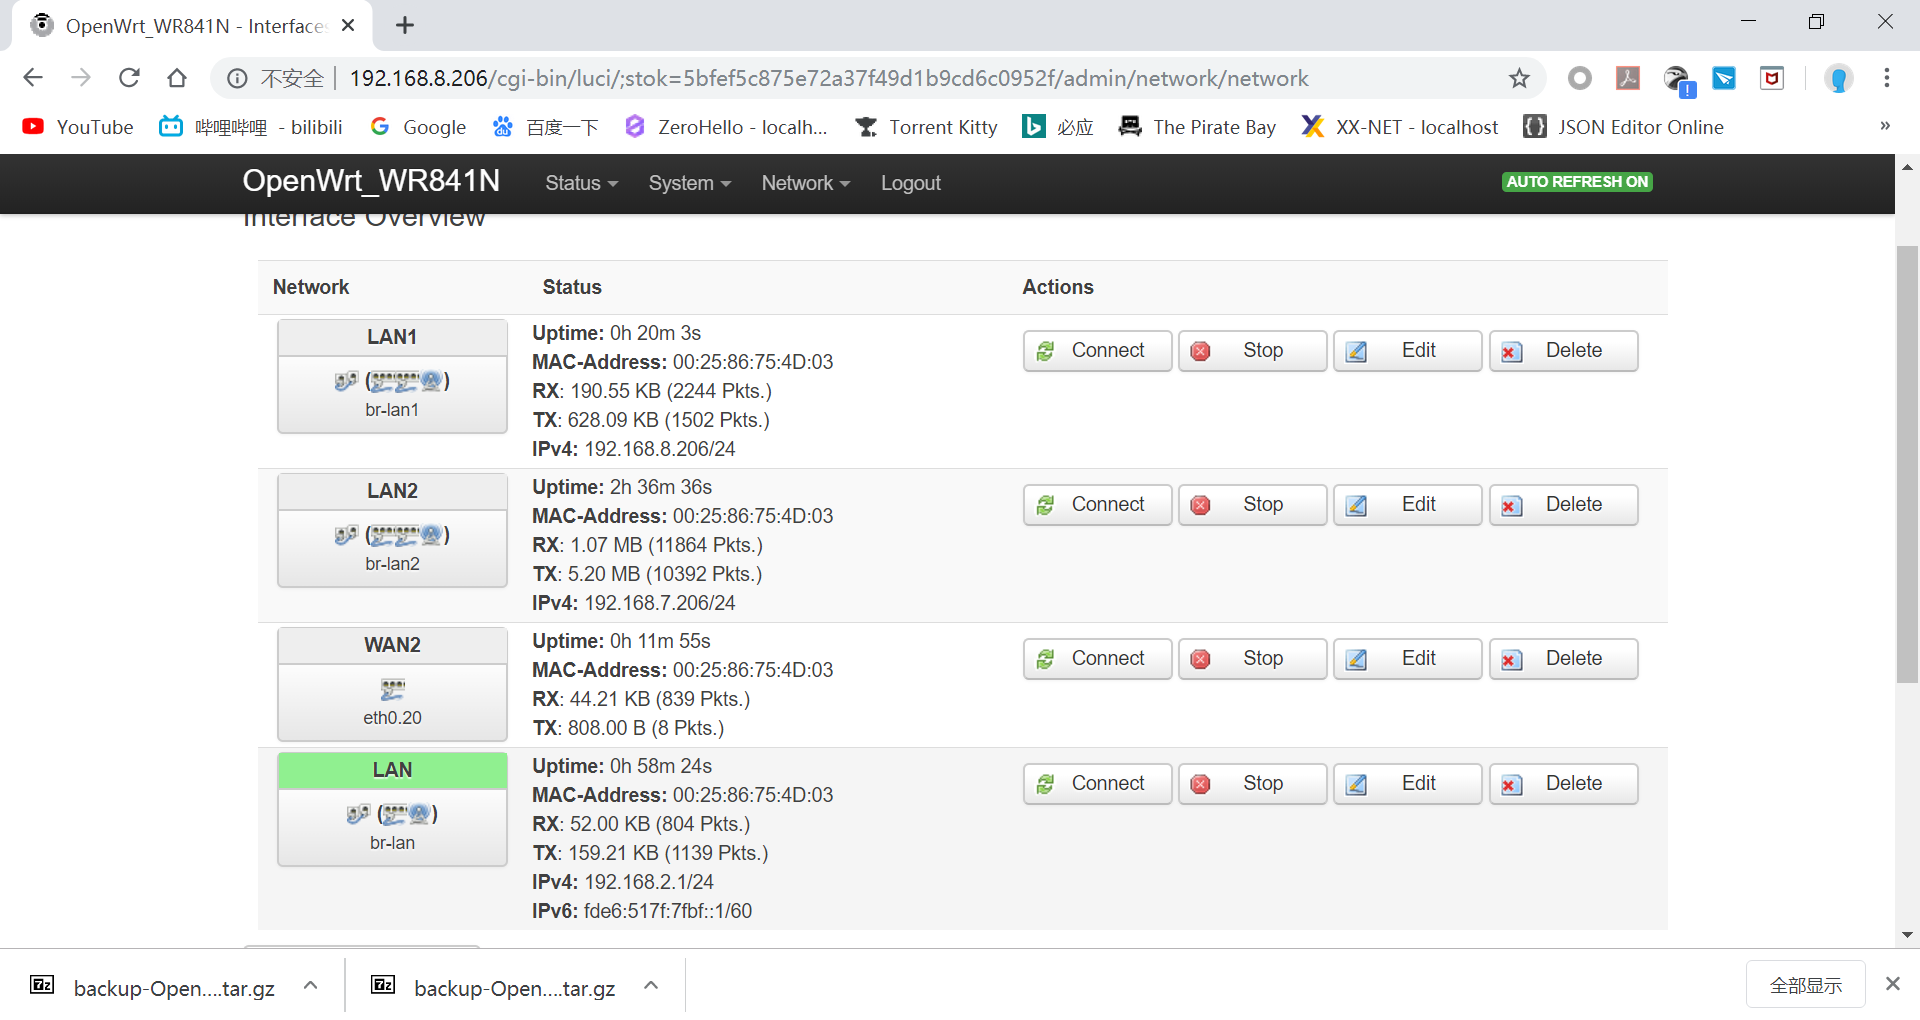 OpenWrt_WR841N - Interfaces
不安全 | 192.168.8.206/cgi-bin/luci/;stok=5bfef5c875e72a37f49d1b9cd6c0952f/admin/network/network
YouTube 哔哩哔哩 - bilibili Google 百度一下 ZeroHello - localh... Torrent Kitty 必应 The Pirate Bay XX-NET - localhost JSON Editor Online »
OpenWrt_WR841N Status System Network Logout AUTO REFRESH ON
Interface Overview
Network Status Actions
LAN1
br-lan1
Uptime: 0h 20m 3s
MAC-Address: 00:25:86:75:4D:03
RX: 190.55 KB (2244 Pkts.)
TX: 628.09 KB (1502 Pkts.)
IPv4: 192.168.8.206/24
Connect Stop Edit Delete
LAN2
br-lan2
Uptime: 2h 36m 36s
MAC-Address: 00:25:86:75:4D:03
RX: 1.07 MB (11864 Pkts.)
TX: 5.20 MB (10392 Pkts.)
IPv4: 192.168.7.206/24
Connect Stop Edit Delete
WAN2
eth0.20
Uptime: 0h 11m 55s
MAC-Address: 00:25:86:75:4D:03
RX: 44.21 KB (839 Pkts.)
TX: 808.00 B (8 Pkts.)
Connect Stop Edit Delete
LAN
br-lan
Uptime: 0h 58m 24s
MAC-Address: 00:25:86:75:4D:03
RX: 52.00 KB (804 Pkts.)
TX: 159.21 KB (1139 Pkts.)
IPv4: 192.168.2.1/24
IPv6: fde6:517f:7fbf::1/60
Connect Stop Edit Delete
backup-Open....tar.gz backup-Open....tar.gz 全部显示